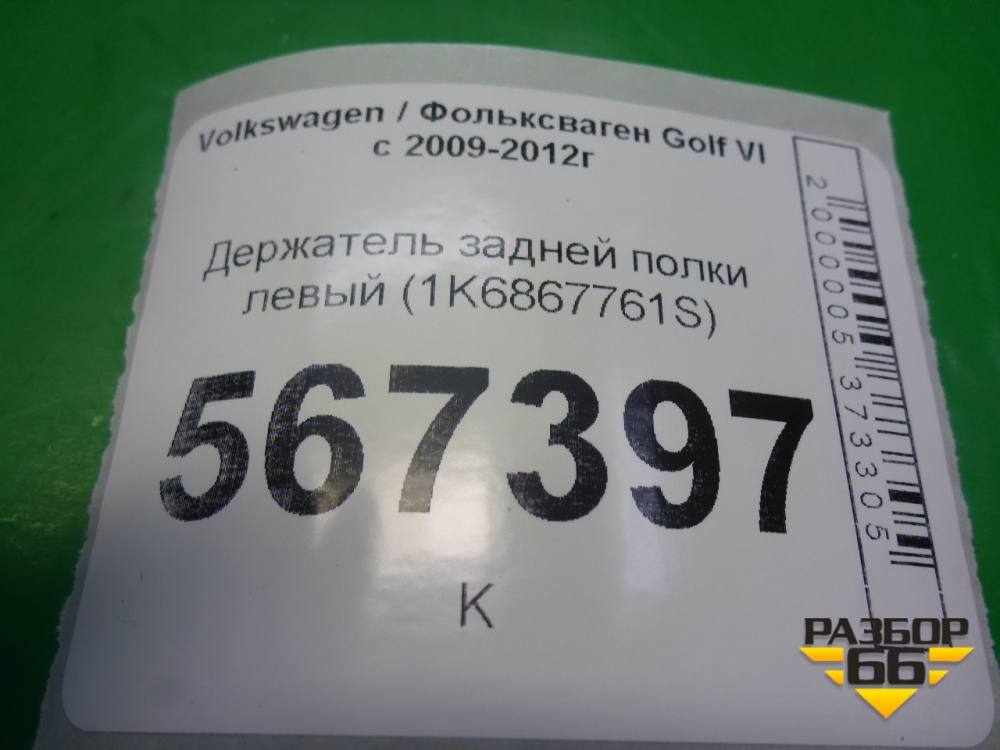 Volkswagen / Фольксваген Golf VI
с 2009-2012г
Держатель задней полки
левый (1K6867761S)
567397
К
2000005373305
РАЗБОР
66